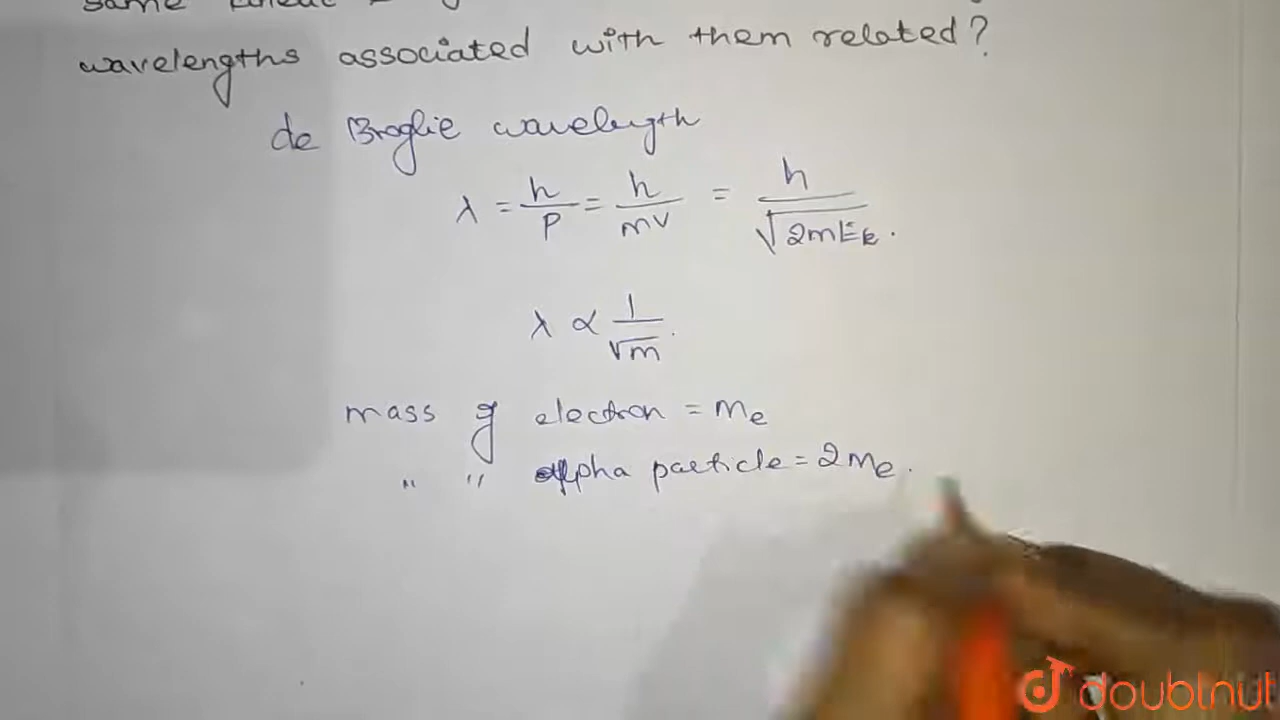 same
wavelengths associated with them related?
de Broglie wavelength
λ = h/P = h/mv = h/√2mEk.
λ ∝ 1/√m.
mass of electron = me
" " alpha particle = 2me.
doubtnut